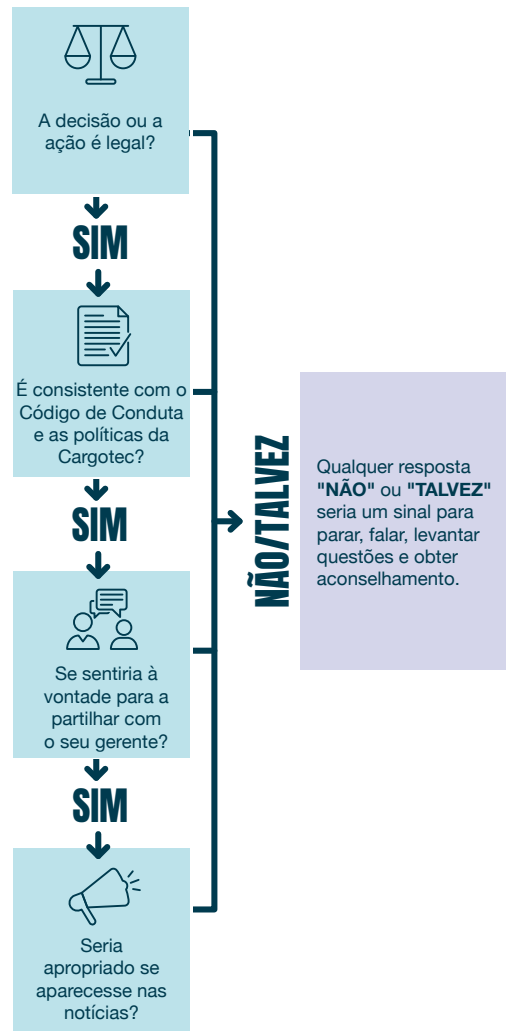 A decisão ou a
ação é legal?
SIM
É consistente com o
Código de Conduta
e as políticas da
Cargotec?
SIM
Se sentiria à
vontade para a
partilhar com
o seu gerente?
SIM
Seria
apropriado se
aparecesse nas
notícias?
NÃO/TALVEZ
Qualquer resposta
"NÃO" ou "TALVEZ"
seria um sinal para
parar, falar, levantar
questões e obter
aconselhamento.